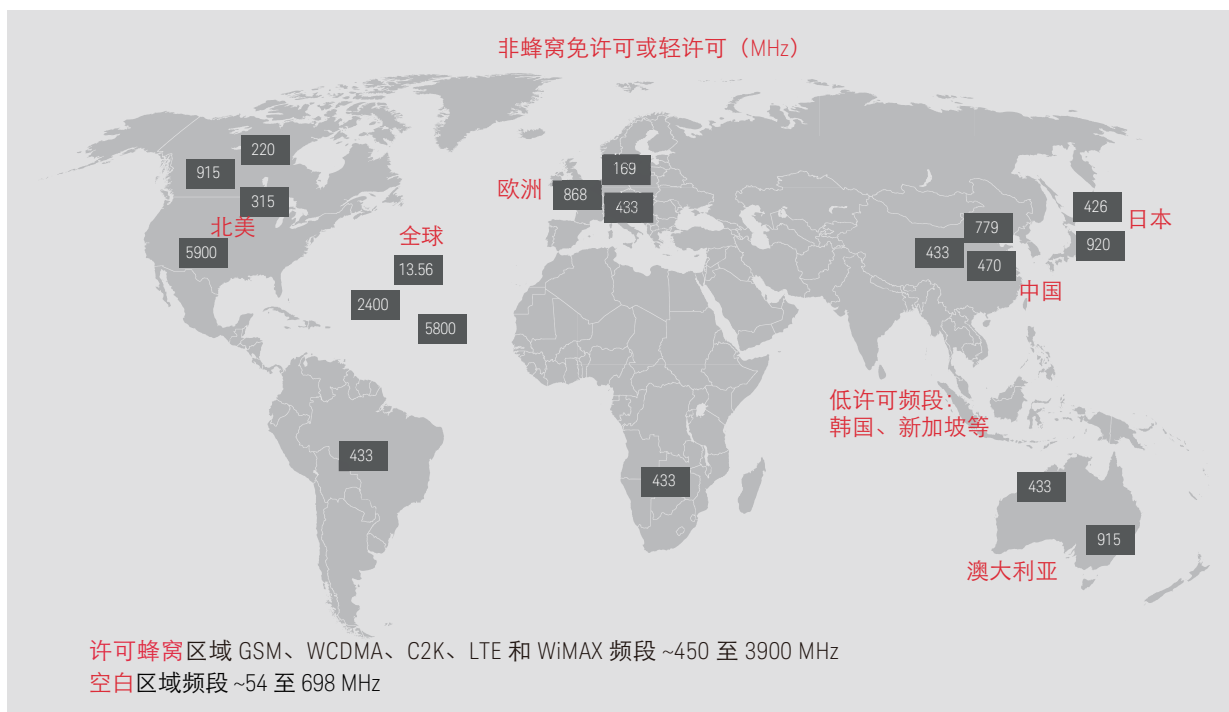 非蜂窝免许可或轻许可（MHz）
220
915
315
北美
5900
全球
13.56
2400
5800
欧洲
169
868
433
426
日本
920
779
433
470
中国
低许可频段：
韩国、新加坡等
433
433
433
915
澳大利亚
许可蜂窝区域 GSM、WCDMA、C2K、LTE 和 WiMAX 频段 ~450 至 3900 MHz
空白区域频段 ~54 至 698 MHz